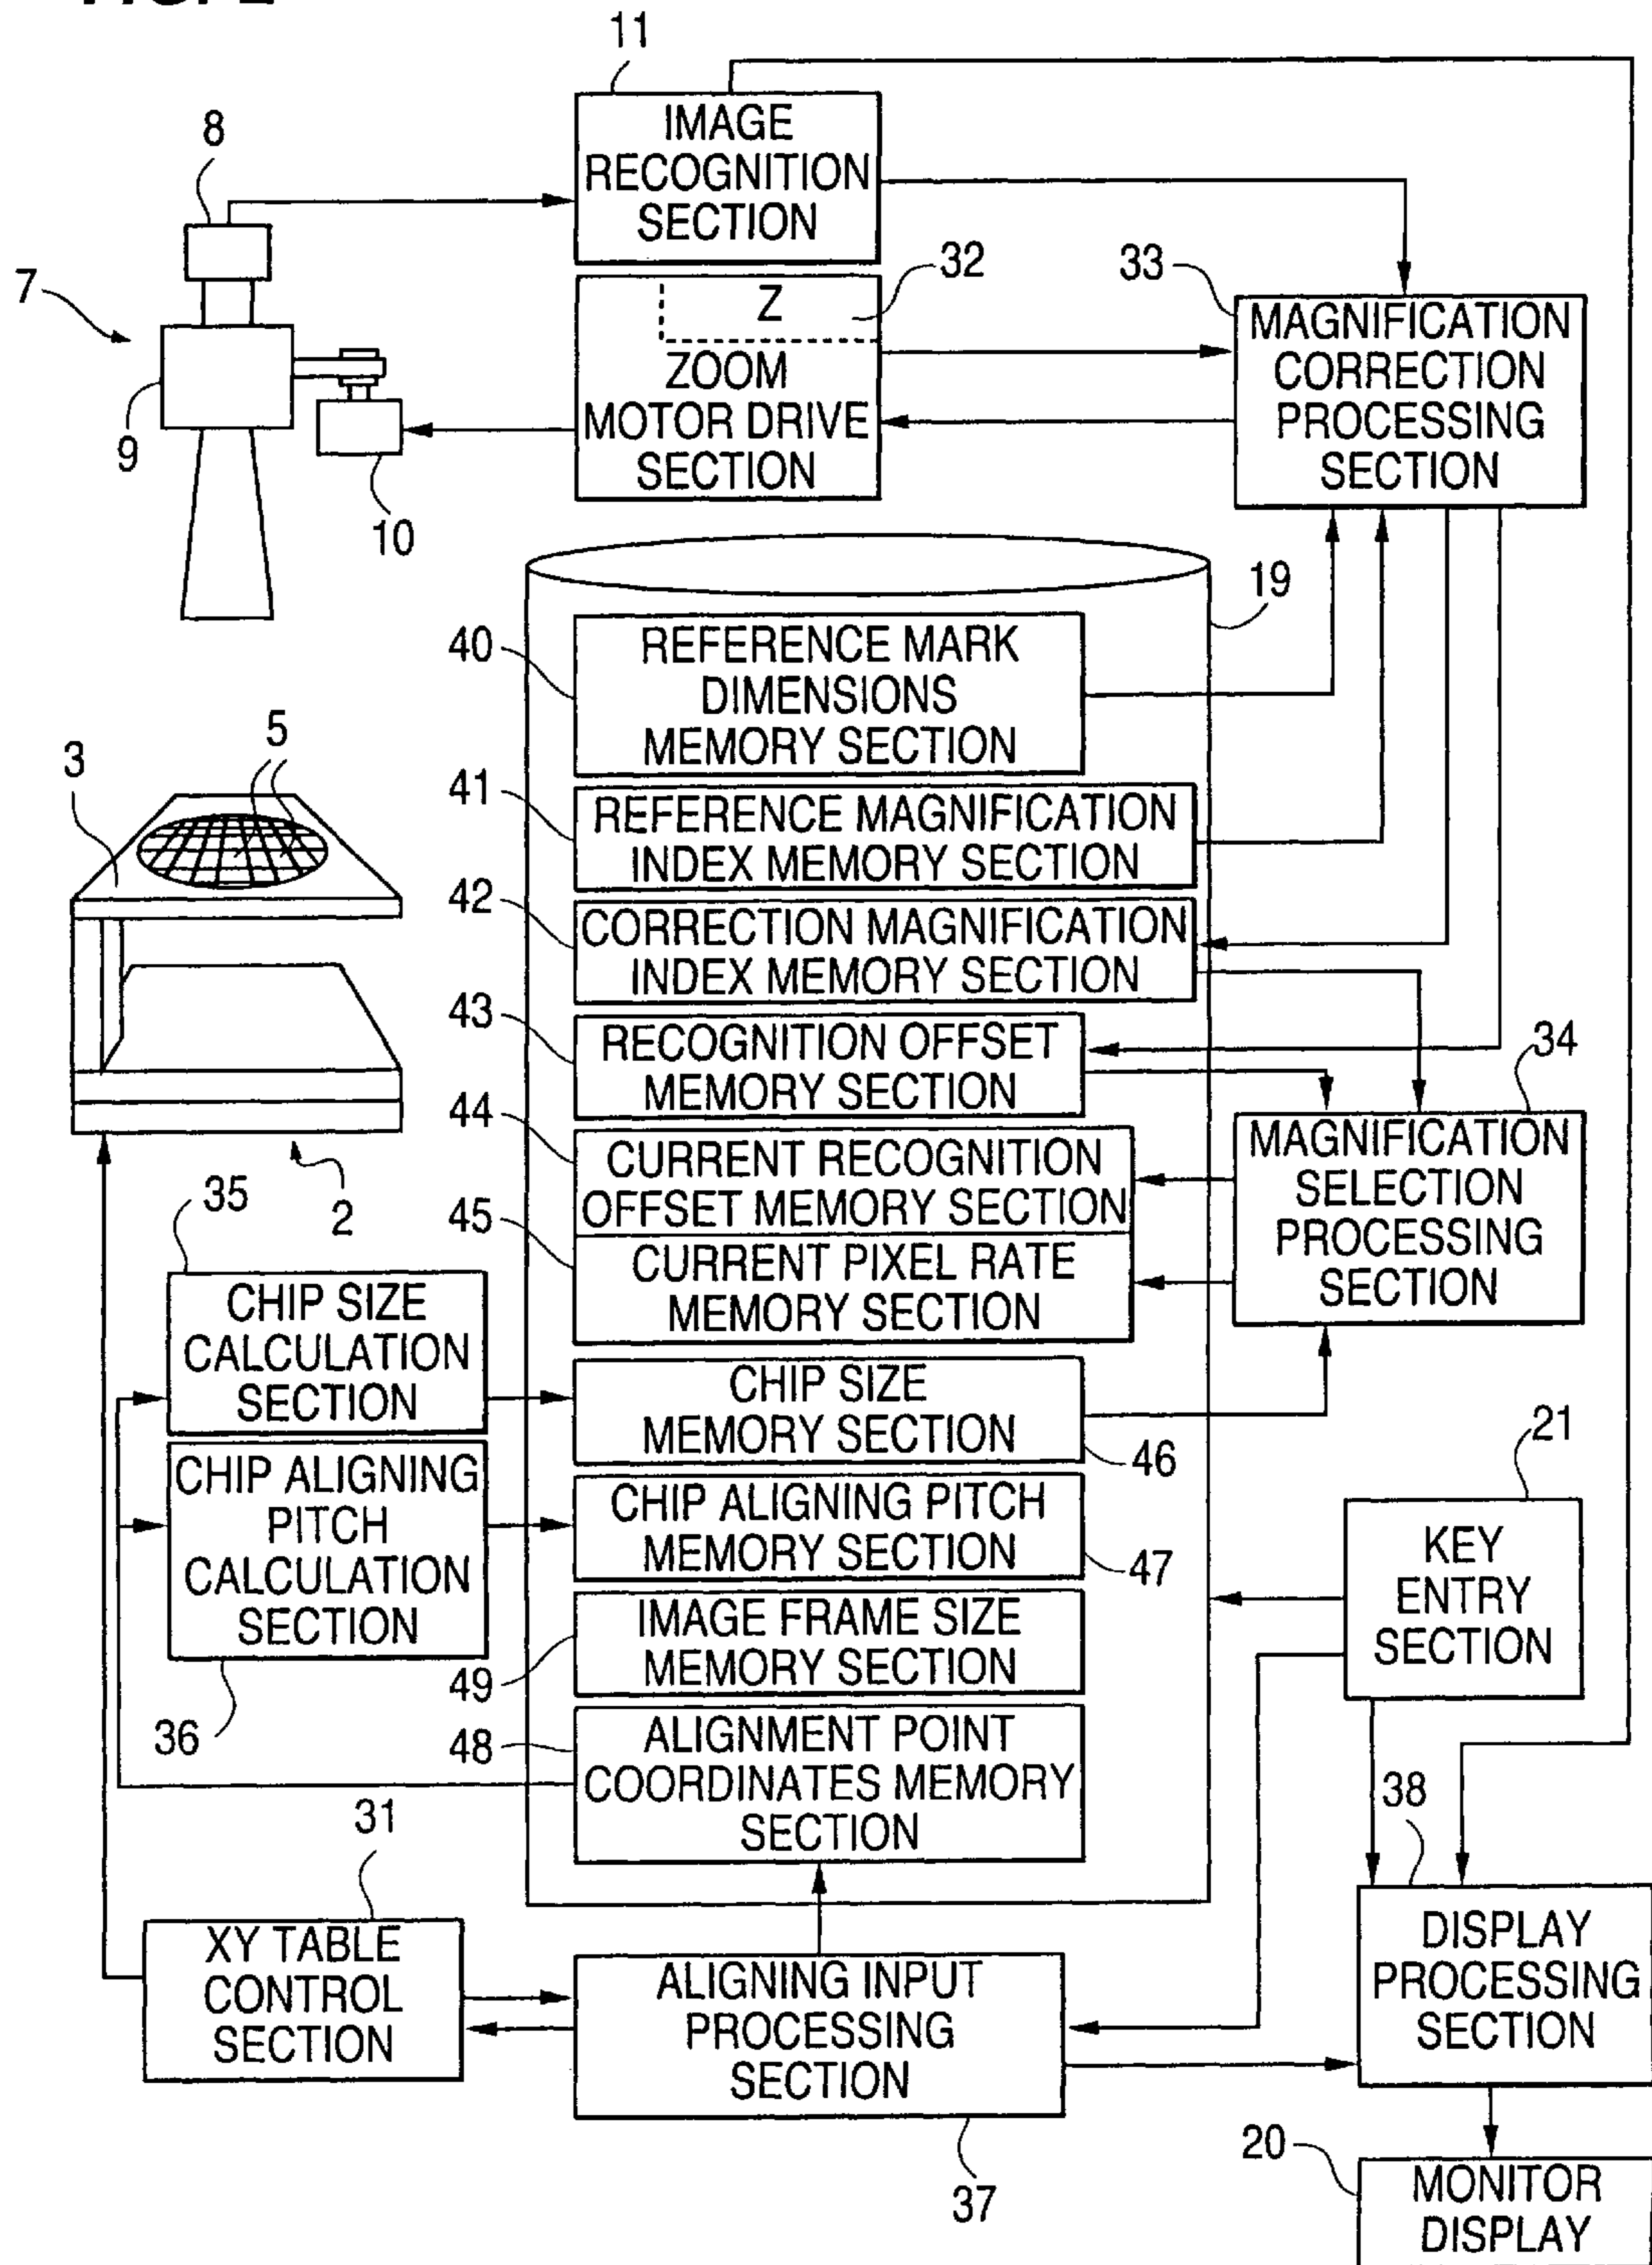 11
IMAGE
RECOGNITION
SECTION
8
7
9
10
Z
32
ZOOM
MOTOR DRIVE
SECTION
33
MAGNIFICATION
CORRECTION
PROCESSING
SECTION
19
40
REFERENCE MARK
DIMENSIONS
MEMORY SECTION
3
5
41
REFERENCE MAGNIFICATION
INDEX MEMORY SECTION
42
CORRECTION MAGNIFICATION
INDEX MEMORY SECTION
43
RECOGNITION OFFSET
MEMORY SECTION
34
MAGNIFICATION
SELECTION
PROCESSING
SECTION
44
CURRENT RECOGNITION
OFFSET MEMORY SECTION
2
35
CHIP SIZE
CALCULATION
SECTION
45
CURRENT PIXEL RATE
MEMORY SECTION
CHIP SIZE
MEMORY SECTION
46
CHIP ALIGNING
PITCH
CALCULATION
SECTION
36
CHIP ALIGNING PITCH
MEMORY SECTION
47
21
KEY
ENTRY
SECTION
49
IMAGE FRAME SIZE
MEMORY SECTION
48
ALIGNMENT POINT
COORDINATES MEMORY
SECTION
31
XY TABLE
CONTROL
SECTION
ALIGNING INPUT
PROCESSING
SECTION
37
38
DISPLAY
PROCESSING
SECTION
20
MONITOR
DISPLAY